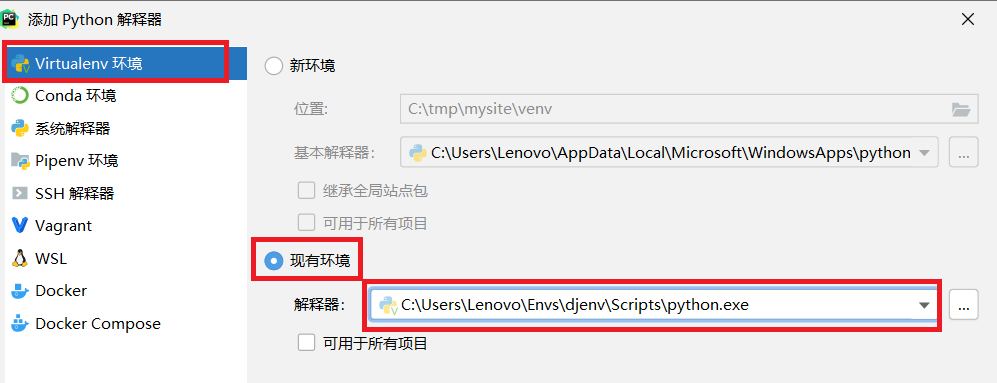 PC
添加 Python 解释器
Virtualenv 环境
Conda 环境
系统解释器
Pipenv 环境
SSH 解释器
Vagrant
WSL
Docker
Docker Compose
新环境
位置:
C:\tmp\mysite\venv
基本解释器:
C:\Users\Lenovo\AppData\Local\Microsoft\WindowsApps\python
...
继承全局站点包
可用于所有项目
现有环境
解释器:
C:\Users\Lenovo\Envs\djenv\Scripts\python.exe
...
可用于所有项目